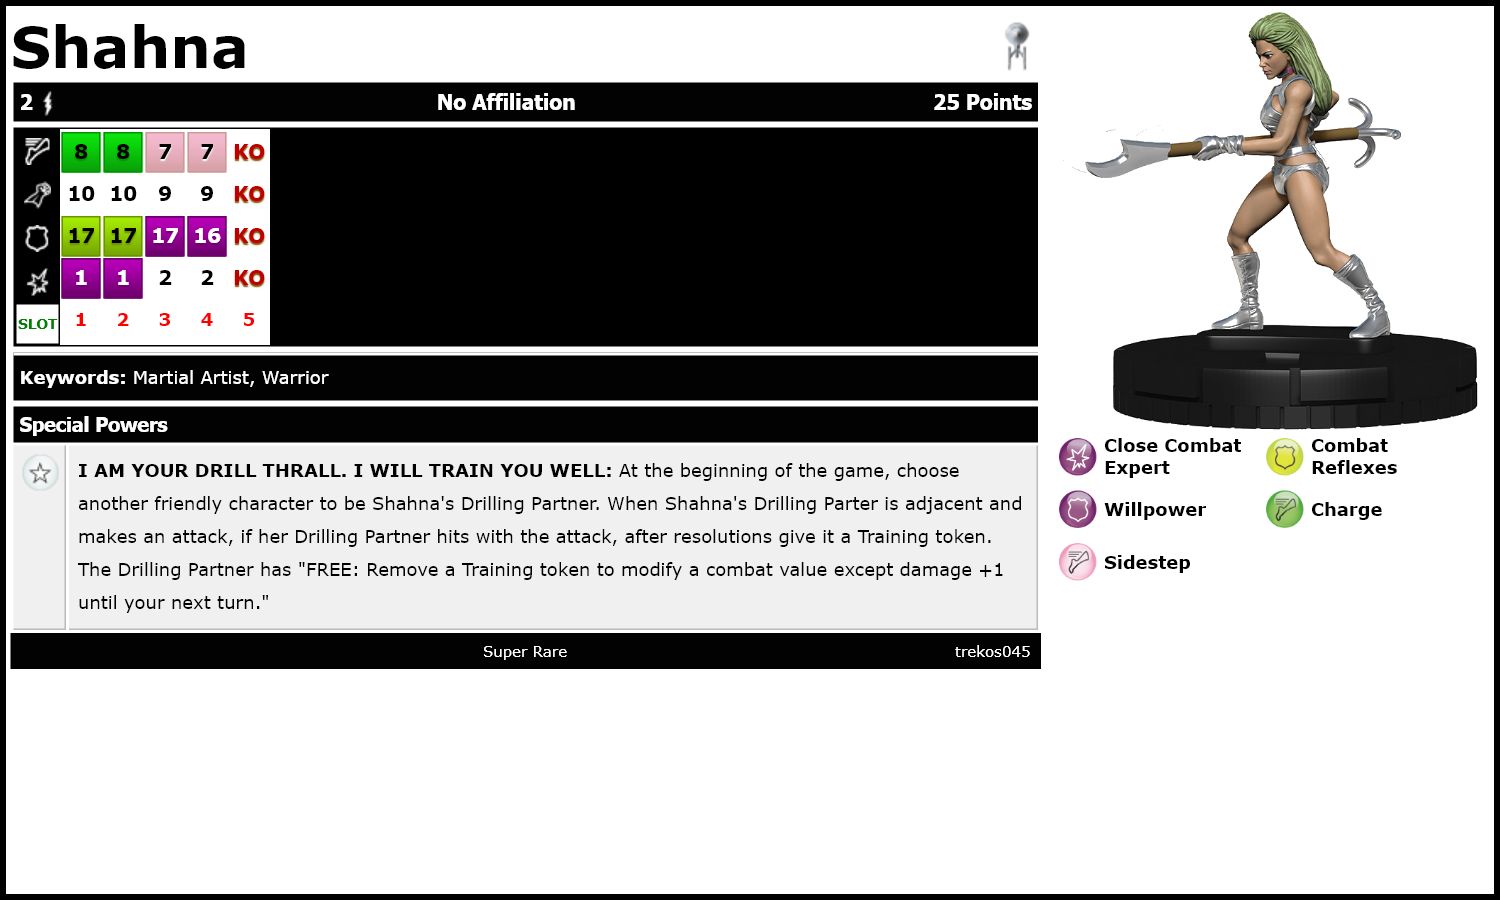 Shahna
2 No Affiliation 25 Points
8 8 7 7 KO
10 10 9 9 KO
17 17 17 16 KO
1 1 2 2 KO
SLOT 1 2 3 4 5
Keywords: Martial Artist, Warrior
Special Powers
I AM YOUR DRILL THRALL. I WILL TRAIN YOU WELL: At the beginning of the game, choose
another friendly character to be Shahna's Drilling Partner. When Shahna's Drilling Parter is adjacent and
makes an attack, if her Drilling Partner hits with the attack, after resolutions give it a Training token.
The Drilling Partner has "FREE: Remove a Training token to modify a combat value except damage +1
until your next turn."
Super Rare trekos045
Close Combat
Expert
Combat
Reflexes
Willpower
Charge
Sidestep